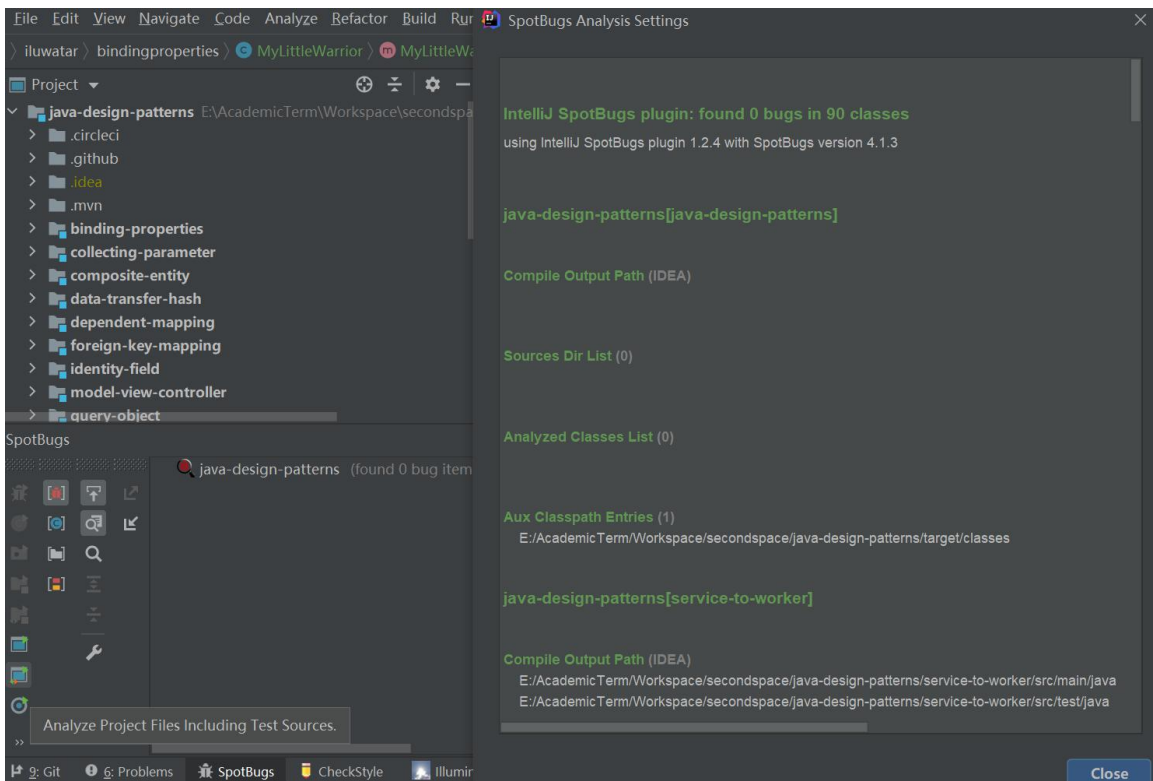 File Edit View Navigate Code Analyze Refactor Build Run
iluwatar bindingproperties MyLittleWarrior
Project
java-design-patterns E:\AcademicTerm\Workspace\secondspa
.circleci
.github
.idea
.mvn
binding-properties
collecting-parameter
composite-entity
data-transfer-hash
dependent-mapping
foreign-key-mapping
identity-field
model-view-controller
query-object
SpotBugs
java-design-patterns (found 0 bug item
Analyze Project Files Including Test Sources.
9: Git 6: Problems SpotBugs CheckStyle
SpotBugs Analysis Settings
IntelliJ SpotBugs plugin: found 0 bugs in 90 classes
using IntelliJ SpotBugs plugin 1.2.4 with SpotBugs version 4.1.3
java-design-patterns[java-design-patterns]
Compile Output Path (IDEA)
Sources Dir List (0)
Analyzed Classes List (0)
Aux Classpath Entries (1)
E:/AcademicTerm/Workspace/secondspace/java-design-patterns/target/classes
java-design-patterns[service-to-worker]
Compile Output Path (IDEA)
E:/AcademicTerm/Workspace/secondspace/java-design-patterns/service-to-worker/src/main/java
E:/AcademicTerm/Workspace/secondspace/java-design-patterns/service-to-worker/src/test/java
Close